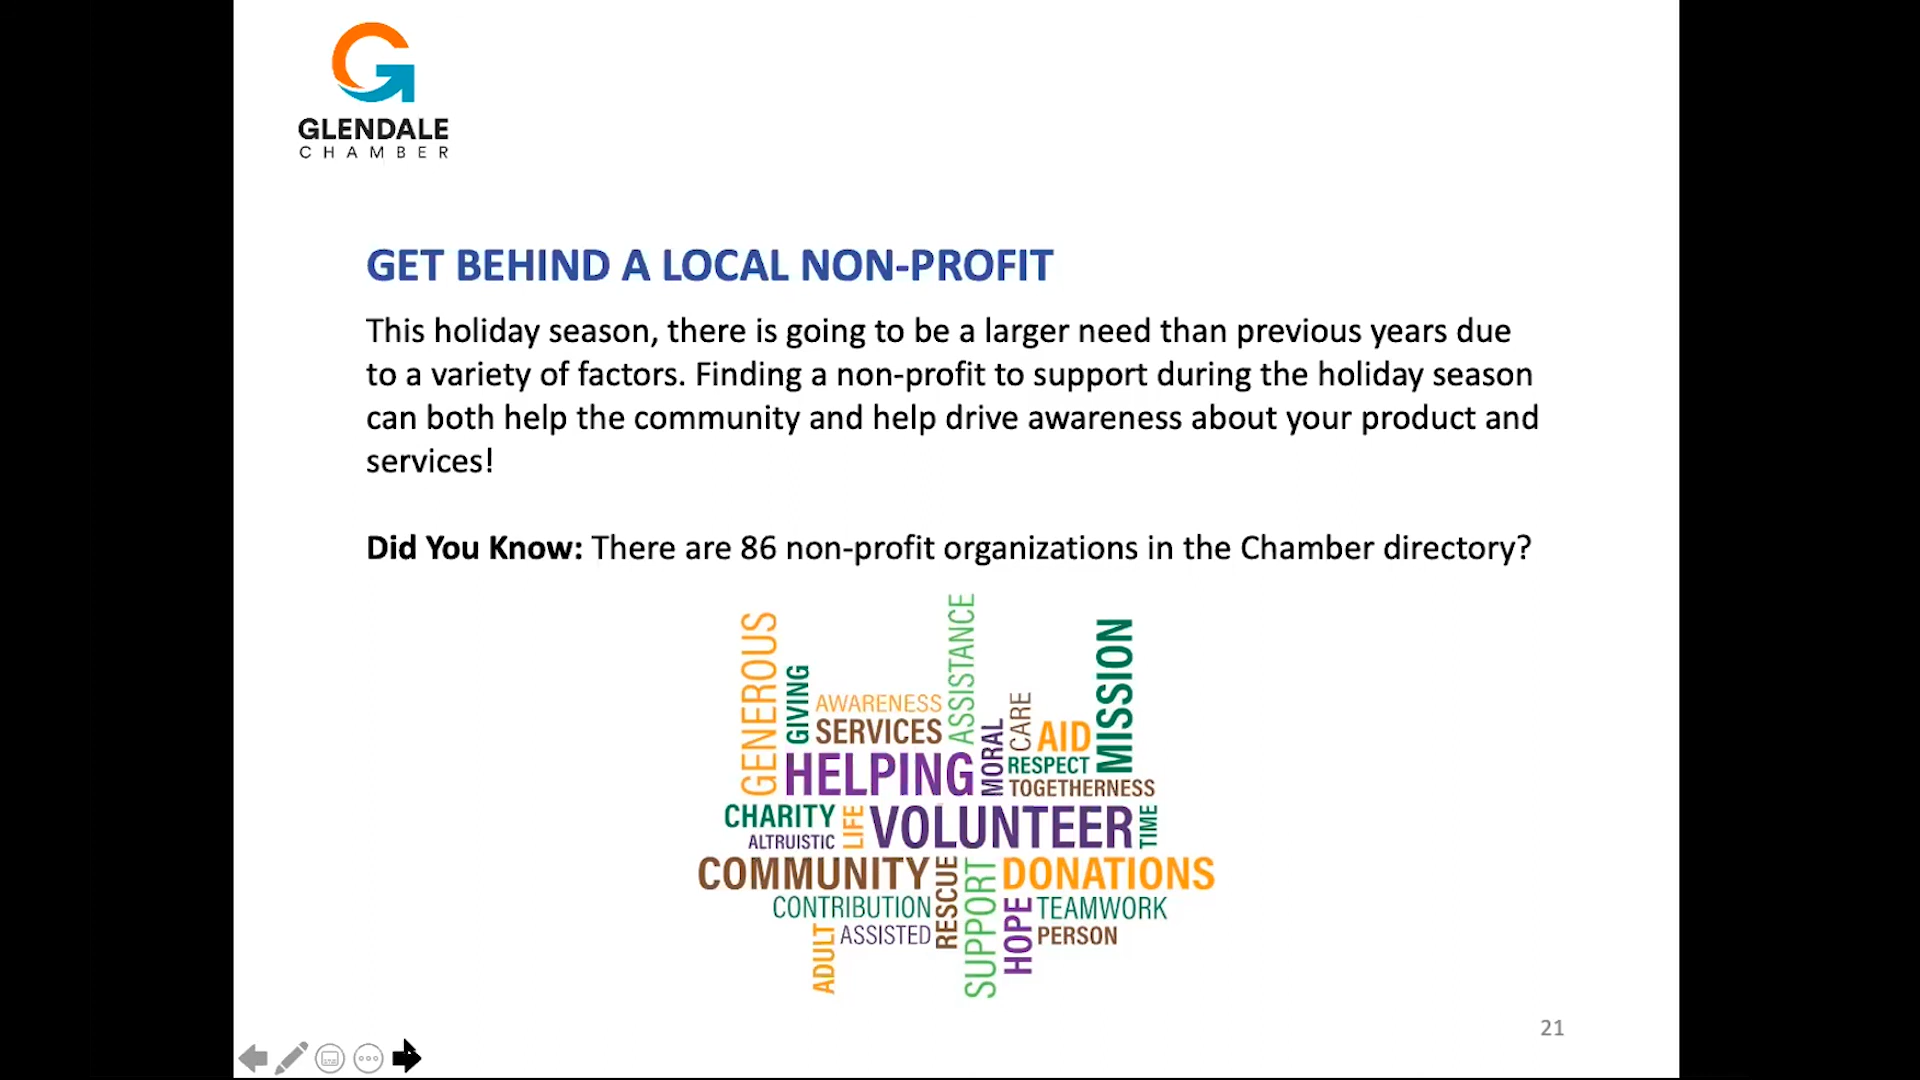 GLENDALE
CHAMBER
GET BEHIND A LOCAL NON-PROFIT
This holiday season, there is going to be a larger need than previous years due
to a variety of factors. Finding a non-profit to support during the holiday season
can both help the community and help drive awareness about your product and
services!
Did You Know: There are 86 non-profit organizations in the Chamber directory?
GENEROUS
GIVING
AWARENESS
SERVICES
ASSISTANCE
HELPING
MORAL
CARE
AID
MISSION
RESPECT
TOGETHERNESS
CHARITY
ALTRUISTIC
LIFE
VOLUNTEER
TIME
COMMUNITY
RESCUE
SUPPORT
DONATIONS
CONTRIBUTION
HOPE
TEAMWORK
ADULT
ASSISTED
PERSON
21